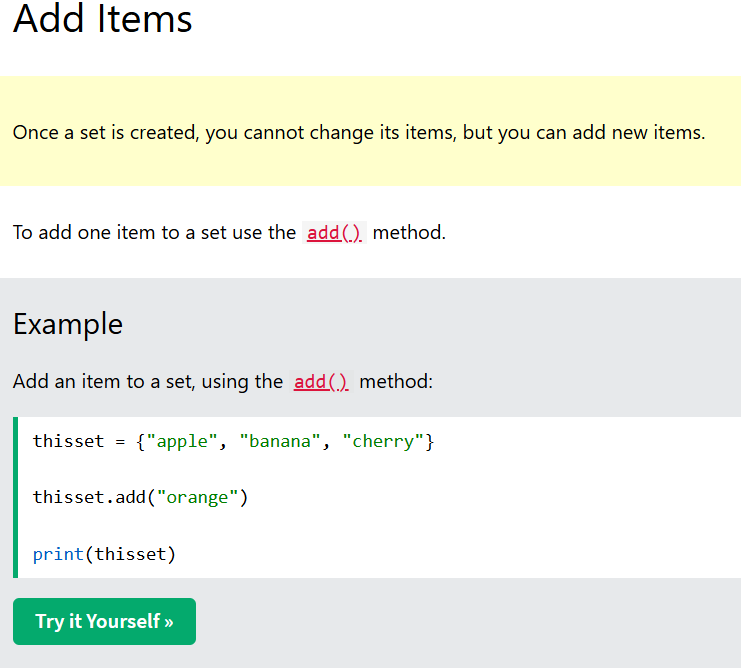 Add Items
Once a set is created, you cannot change its items, but you can add new items.
To add one item to a set use the add() method.
Example
Add an item to a set, using the add() method:
thisset = {"apple", "banana", "cherry"}
thisset.add("orange")
print(thisset)
Try it Yourself »